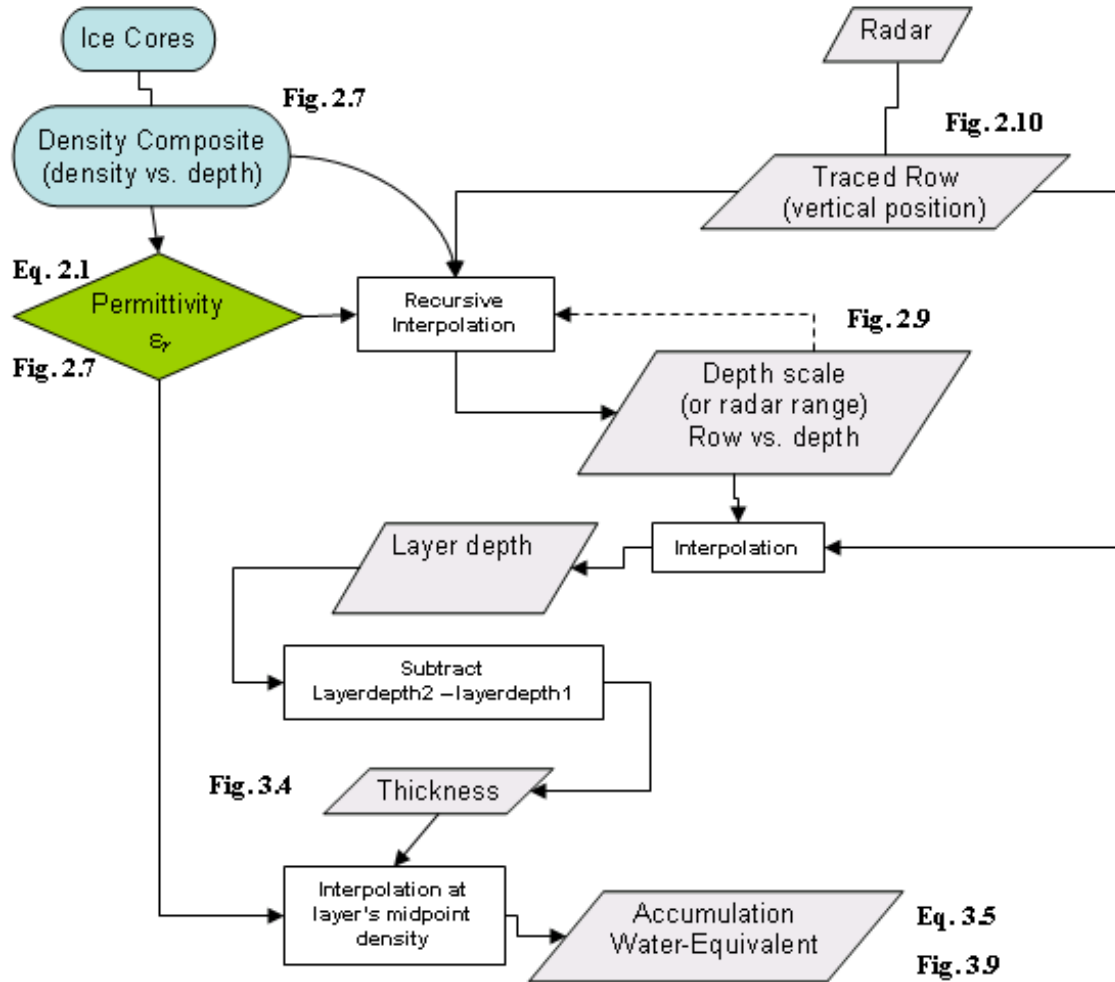 Ice Cores
Radar
Fig. 2.7
Fig. 2.10
Density Composite
(density vs. depth)
Traced Row
(vertical position)
Eq. 2.1
Permittivity
εᵧ
Fig. 2.7
Recursive
Interpolation
Fig. 2.9
Depth scale
(or radar range)
Row vs. depth
Layer depth
Interpolation
Subtract
Layerdepth2 – layerdepth1
Fig. 3.4
Thickness
Interpolation at
layer's midpoint
density
Accumulation
Water-Equivalent
Eq. 3.5
Fig. 3.9